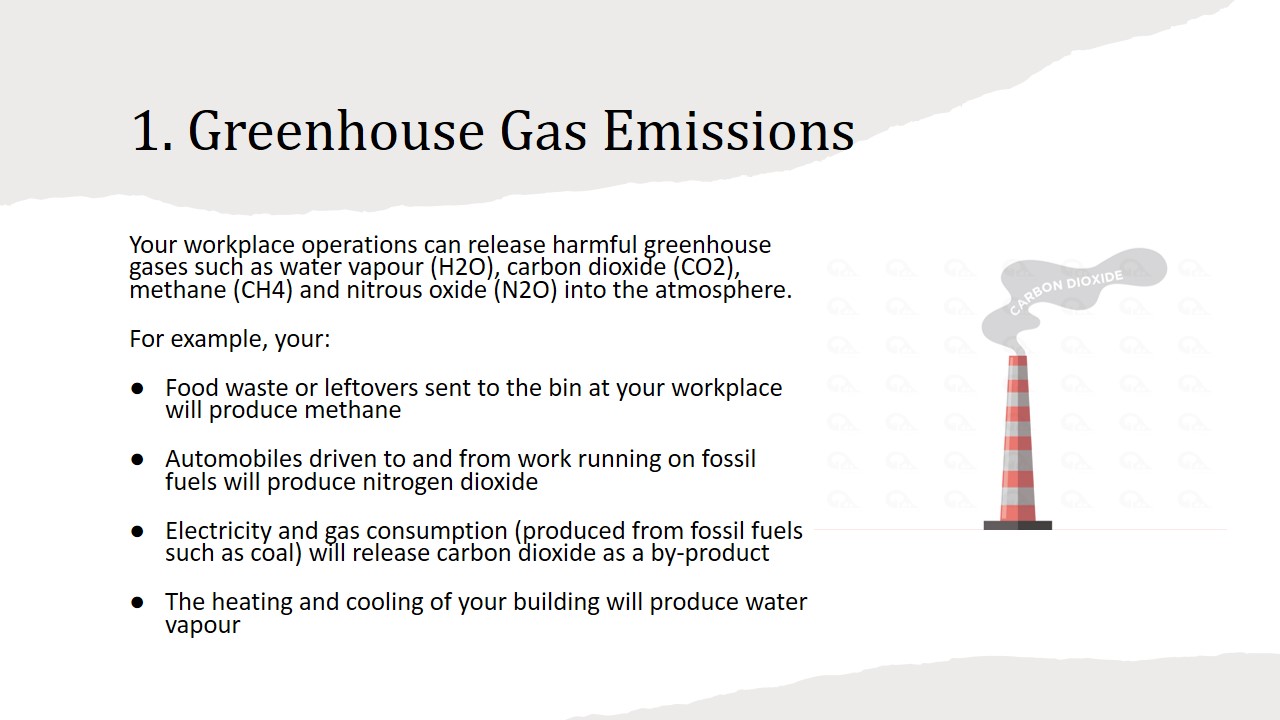 1. Greenhouse Gas Emissions
Your workplace operations can release harmful greenhouse
gases such as water vapour (H2O), carbon dioxide (CO2),
methane (CH4) and nitrous oxide (N2O) into the atmosphere.
For example, your:
● Food waste or leftovers sent to the bin at your workplace
will produce methane
● Automobiles driven to and from work running on fossil
fuels will produce nitrogen dioxide
● Electricity and gas consumption (produced from fossil fuels
such as coal) will release carbon dioxide as a by-product
● The heating and cooling of your building will produce water
vapour
CARBON DIOXIDE